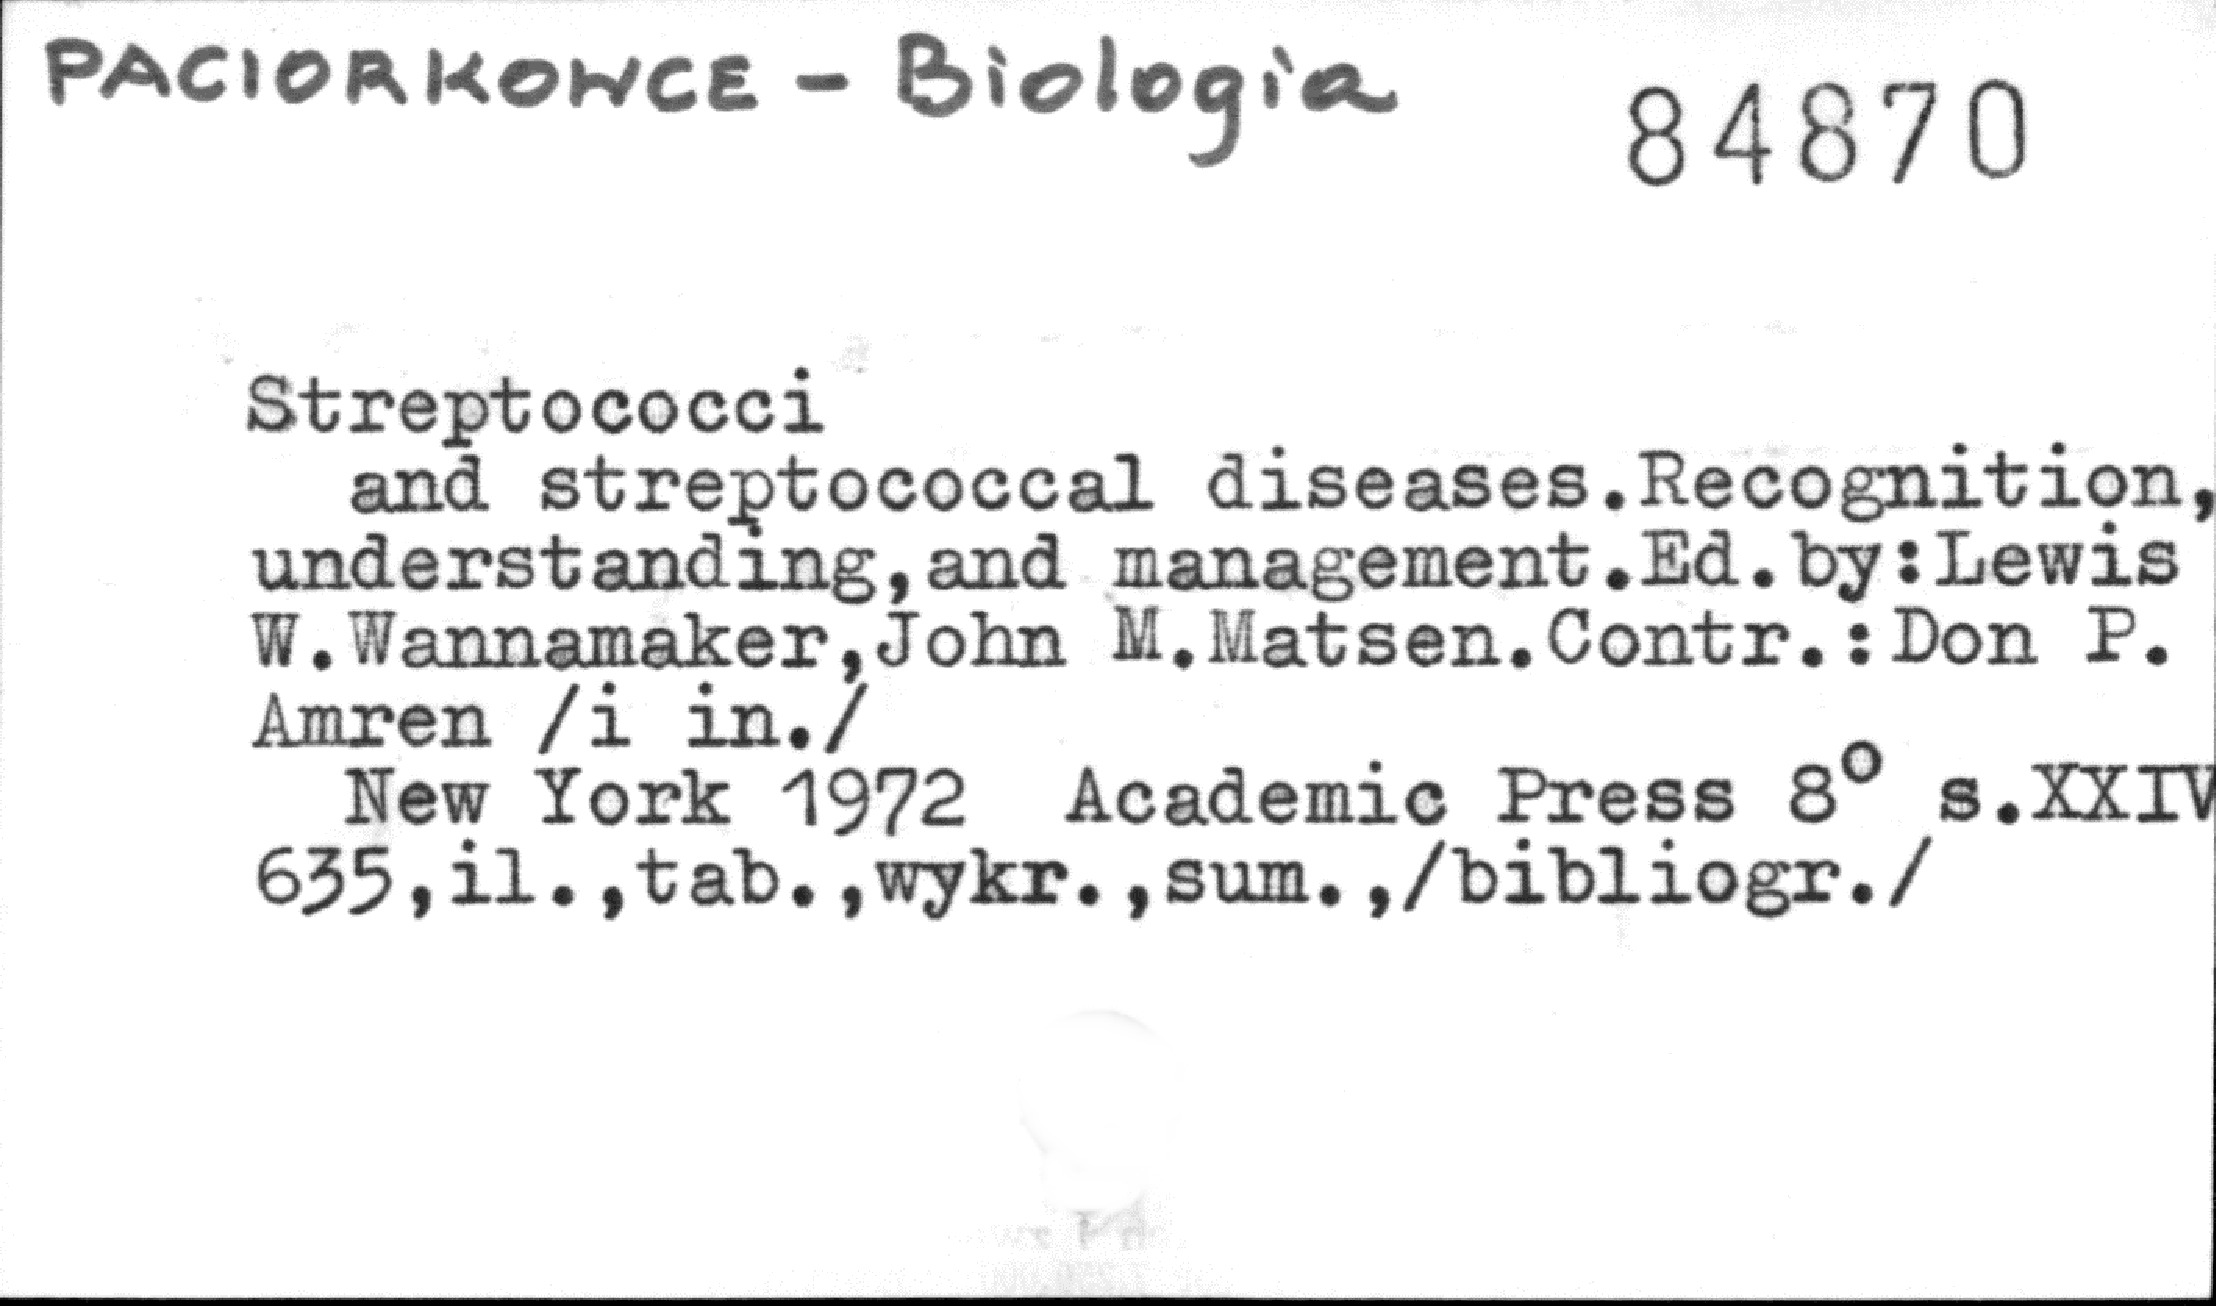 PACIORKOWCE - Biologia
84870
Streptococci
and streptococcal diseases.Recognition,
understanding,and management.Ed.by:Lewis
W.Wannamaker,John M.Matsen.Contr.:Don P.
Amren /i in./
New York 1972 Academic Press 8° s.XXIV
635,il.,tab.,wykr.,sum.,/bibliogr./